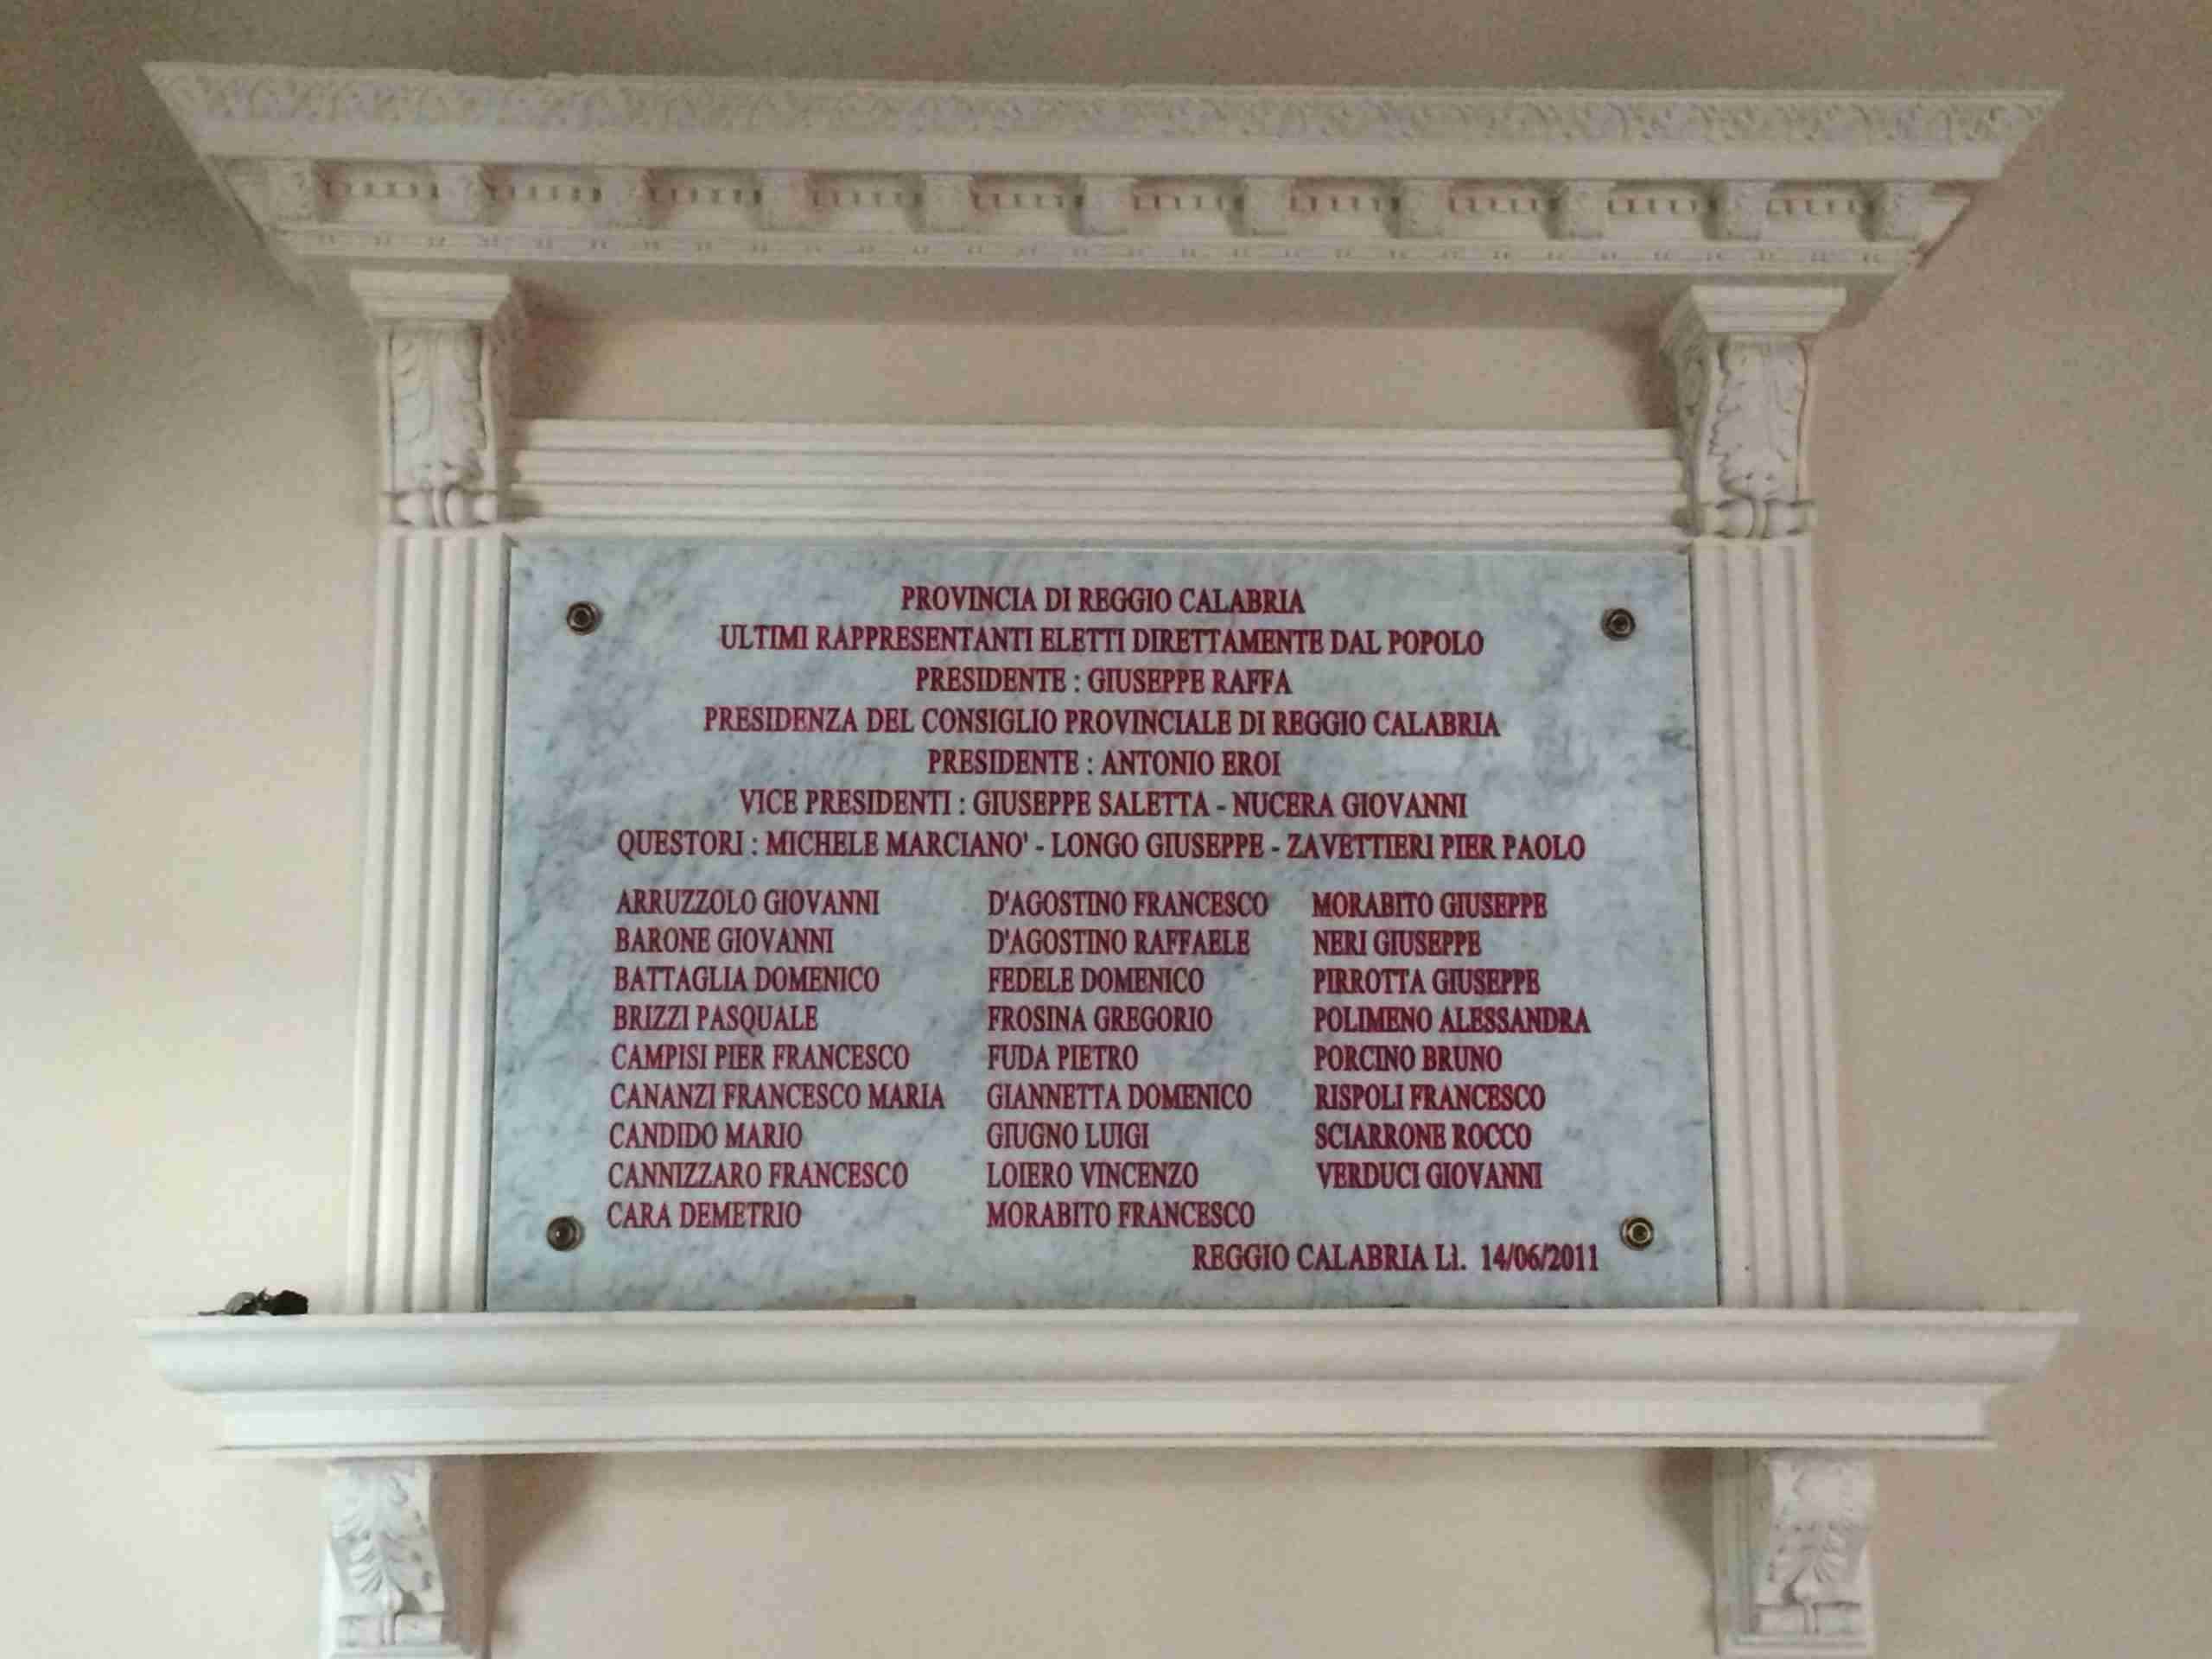 PROVINCIA DI REGGIO CALABRIA
ULTIMI RAPPRESENTANTI ELETTI DIRETTAMENTE DAL POPOLO
PRESIDENTE : GIUSEPPE RAFFA
PRESIDENZA DEL CONSIGLIO PROVINCIALE DI REGGIO CALABRIA
PRESIDENTE : ANTONIO EROI
VICE PRESIDENTI : GIUSEPPE SALETTA - NUCERA GIOVANNI
QUESTORI : MICHELE MARCIANO' - LONGO GIUSEPPE - ZAVETTIERI PIER PAOLO
ARRUZZOLO GIOVANNI
BARONE GIOVANNI
BATTAGLIA DOMENICO
BRIZZI PASQUALE
CAMPISI PIER FRANCESCO
CANANZI FRANCESCO MARIA
CANDIDO MARIO
CANNIZZARO FRANCESCO
CARA DEMETRIO
D'AGOSTINO FRANCESCO
D'AGOSTINO RAFFAELE
FEDELE DOMENICO
FROSINA GREGORIO
FUDA PIETRO
GIANNETTA DOMENICO
GIUGNO LUIGI
LOIERO VINCENZO
MORABITO FRANCESCO
MORABITO GIUSEPPE
NERI GIUSEPPE
PIRROTTA GIUSEPPE
POLIMENO ALESSANDRA
PORCINO BRUNO
RISPOLI FRANCESCO
SCIARRONE ROCCO
VERDUCI GIOVANNI
REGGIO CALABRIA Lì. 14/06/2011